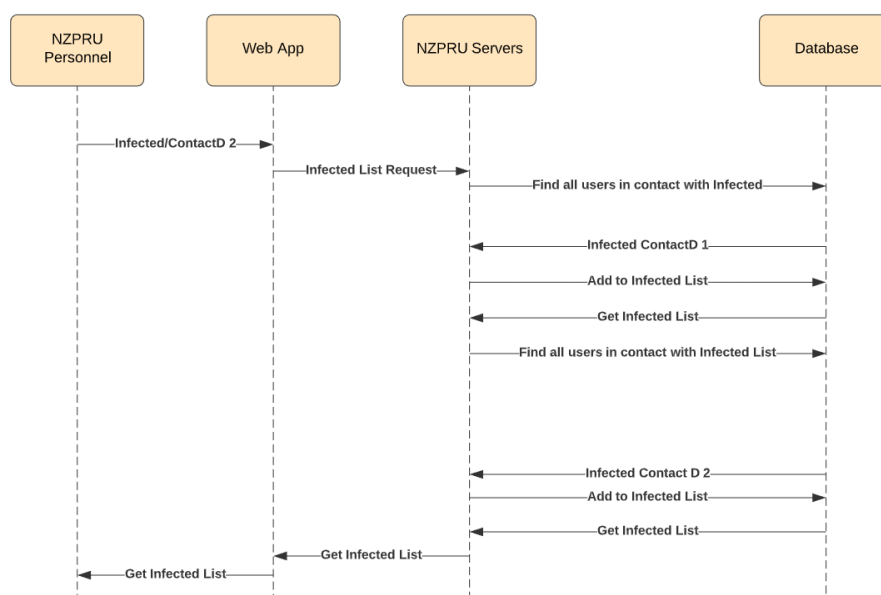 NZPRU
Personnel
Web App
NZPRU Servers
Database
Infected/ContactD 2
Infected List Request
Find all users in contact with Infected
Infected ContactD 1
Add to Infected List
Get Infected List
Find all users in contact with Infected List
Infected Contact D 2
Add to Infected List
Get Infected List
Get Infected List
Get Infected List